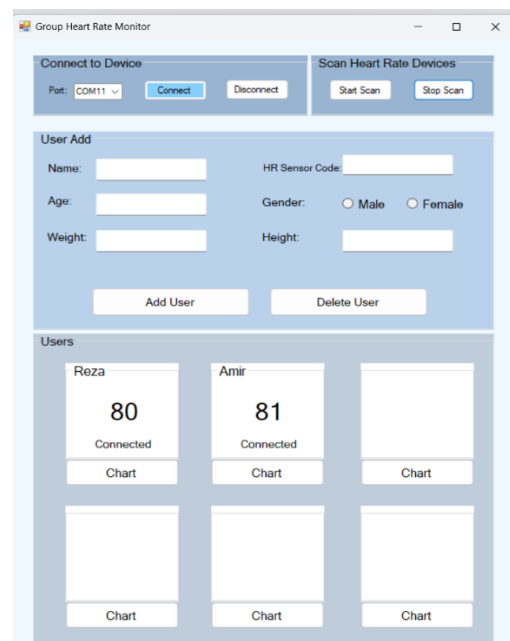 Group Heart Rate Monitor
Connect to Device
Scan Heart Rate Devices
Port: COM11 Connect Disconnect
Start Scan Stop Scan
User Add
Name: HR Sensor Code:
Age: Gender: Male Female
Weight: Height:
Add User Delete User
Users
Reza Amir
80 81
Connected Connected
Chart Chart Chart
Chart Chart Chart